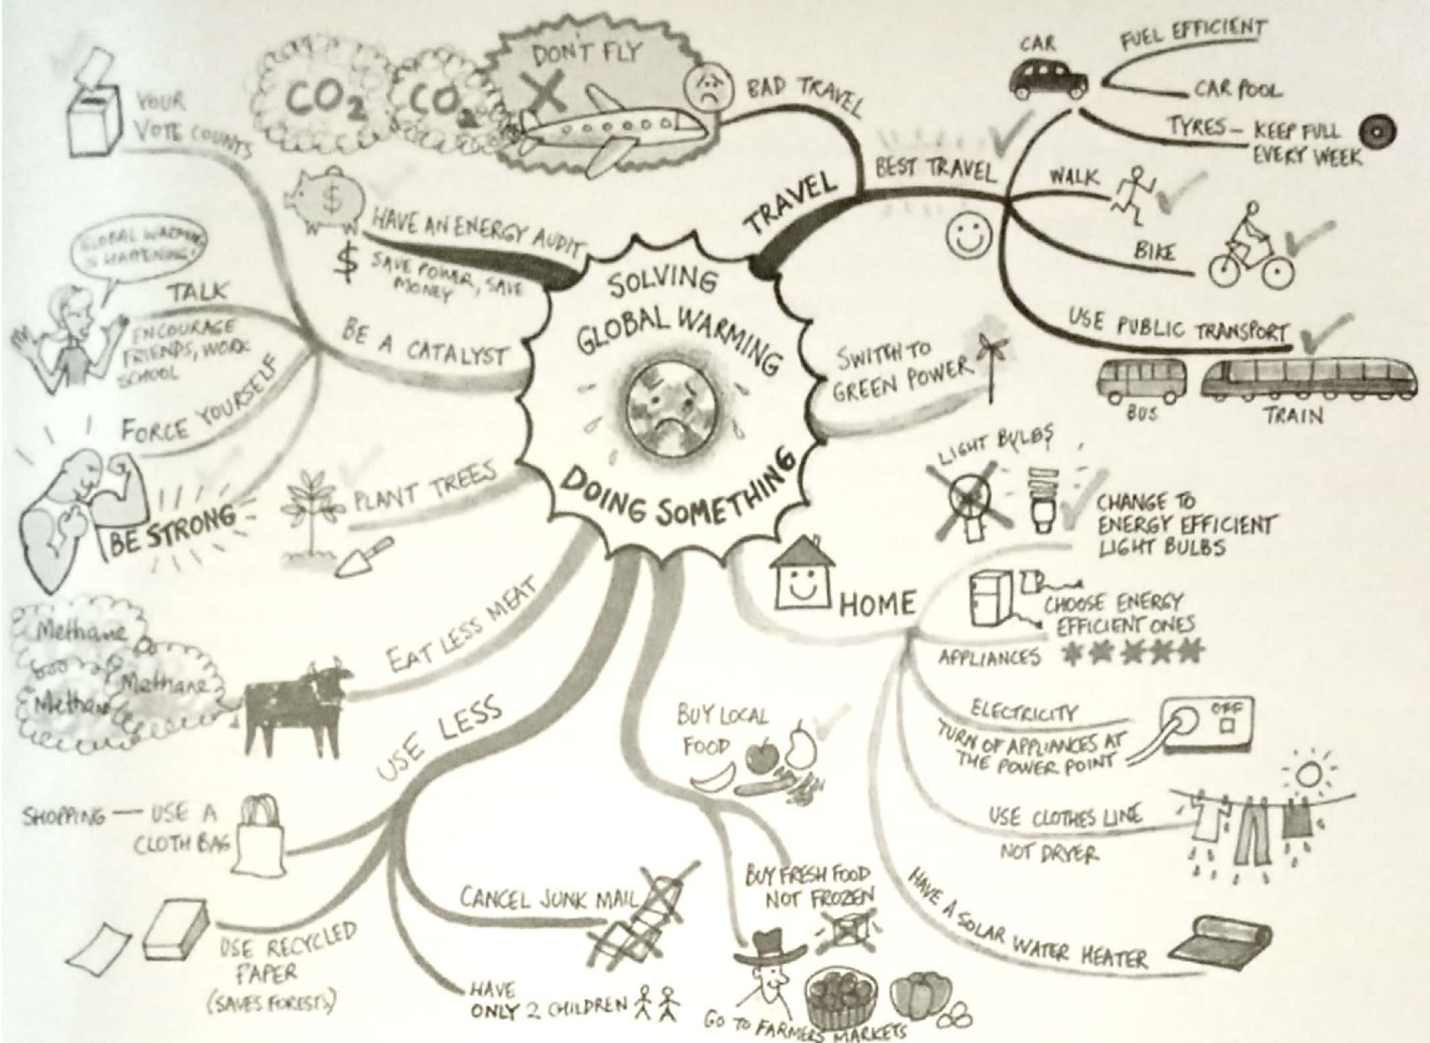 SOLVING
GLOBAL WARMING
DOING SOMETHING
TRAVEL
BAD TRAVEL
DON'T FLY
CO2
CO2
BEST TRAVEL
CAR
FUEL EFFICIENT
CAR POOL
TYRES – KEEP FULL
EVERY WEEK
WALK
BIKE
USE PUBLIC TRANSPORT
BUS
TRAIN
SWITCH TO
GREEN POWER
HOME
LIGHT BULBS
CHANGE TO
ENERGY EFFICIENT
LIGHT BULBS
CHOOSE ENERGY
EFFICIENT ONES
APPLIANCES
ELECTRICITY
TURN OF APPLIANCES AT
THE POWER POINT
OFF
USE CLOTHES LINE
NOT DRYER
HAVE A SOLAR WATER HEATER
BUY LOCAL
FOOD
BUY FRESH FOOD
NOT FROZEN
GO TO FARMERS MARKETS
USE LESS
SHOPPING — USE A
CLOTH BAG
USE RECYCLED
PAPER
(SAVES FORESTS)
CANCEL JUNK MAIL
HAVE
ONLY 2 CHILDREN
EAT LESS MEAT
Methane
Methane
Methan
PLANT TREES
BE A CATALYST
YOUR
VOTE COUNTS
GLOBAL WARMING
IS HAPPENING!
TALK
ENCOURAGE
FRIENDS, WORK
SCHOOL
FORCE YOURSELF
BE STRONG
HAVE AN ENERGY AUDIT
SAVE POWER, SAVE
MONEY
$
$